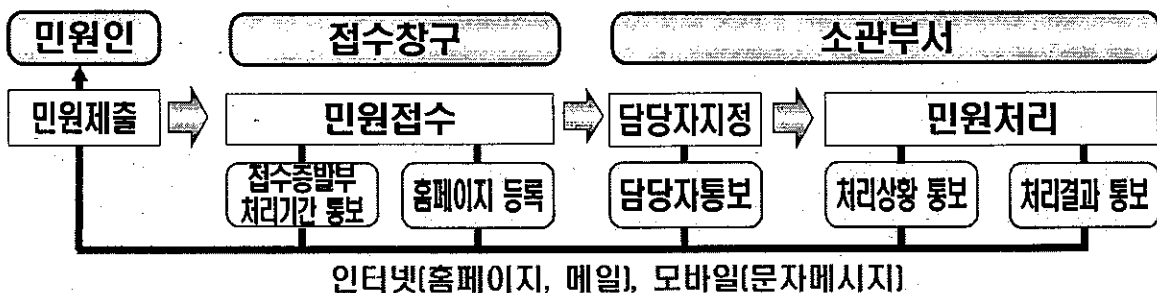 민원인 접수창구 소관부서
민원제출 민원접수 담당자지정 민원처리
접수증발부
처리기간 통보
홈페이지 등록 담당자통보 처리상황 통보 처리결과 통보
인터넷(홈페이지, 메일), 모바일(문자메시지)